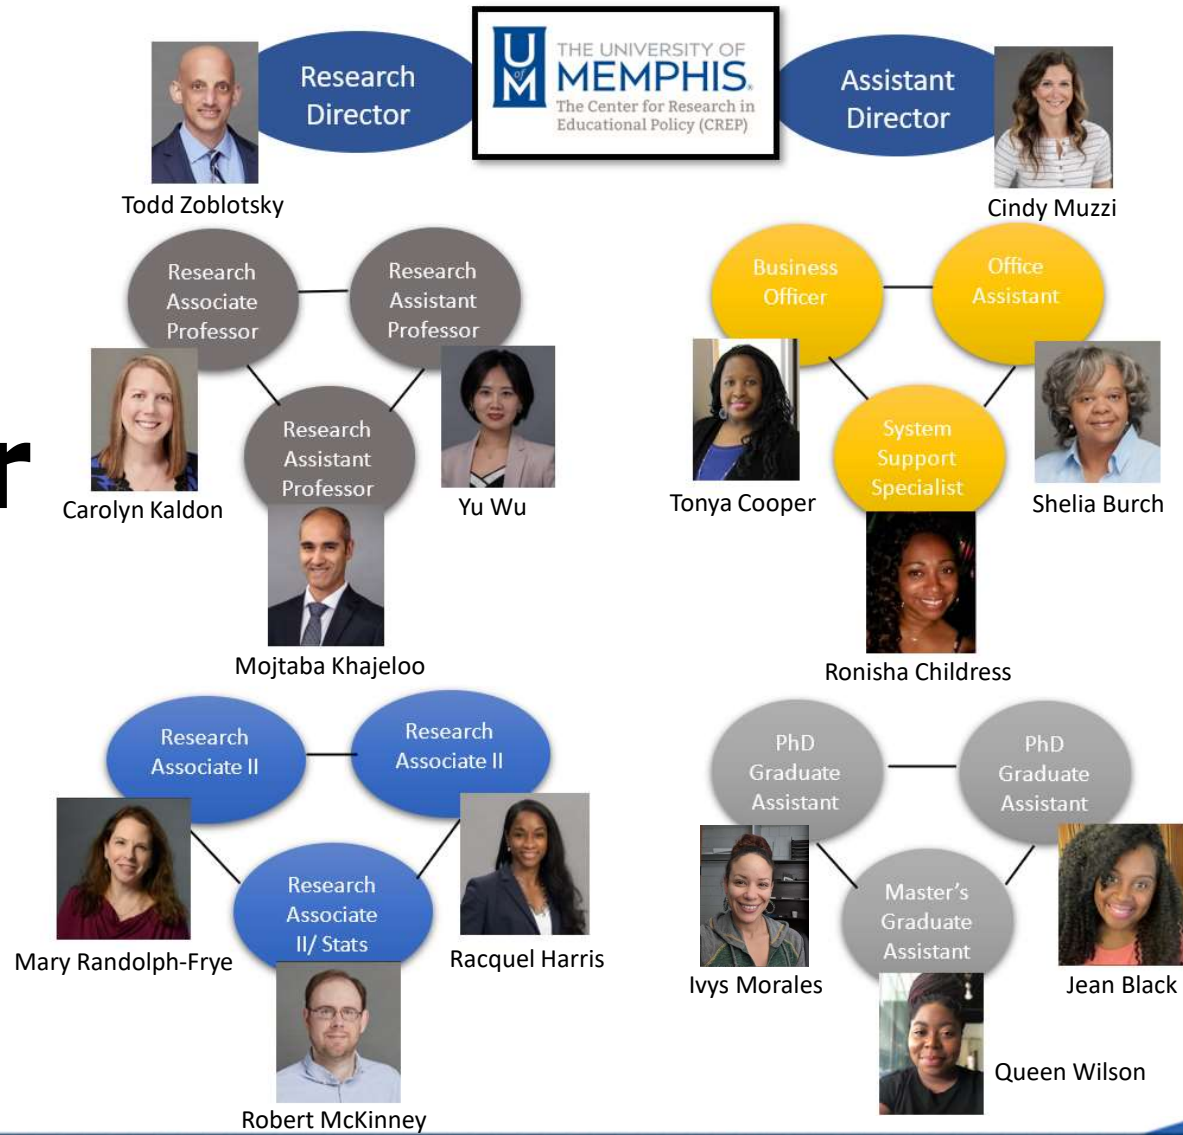 Research
Director
U
of
M
THE UNIVERSITY OF
MEMPHIS.
The Center for Research in
Educational Policy (CREP)
Assistant
Director
Todd Zoblotsky
Cindy Muzzi
Research
Associate
Professor
Research
Assistant
Professor
Research
Assistant
Professor
Carolyn Kaldon
Yu Wu
Mojtaba Khajeloo
Business
Officer
Office
Assistant
System
Support
Specialist
Tonya Cooper
Shelia Burch
Ronisha Childress
r
Research
Associate II
Research
Associate II
Research
Associate
II/ Stats
Mary Randolph-Frye
Racquel Harris
Robert McKinney
PhD
Graduate
Assistant
PhD
Graduate
Assistant
Master's
Graduate
Assistant
Ivys Morales
Jean Black
Queen Wilson